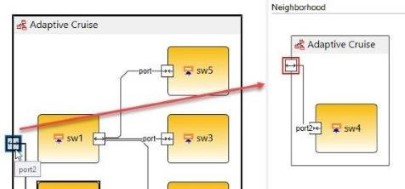 Neighborhood
Adaptive Cruise
Adaptive Cruise
port
sw5
sw1
port
sw3
port2
port2
sw4